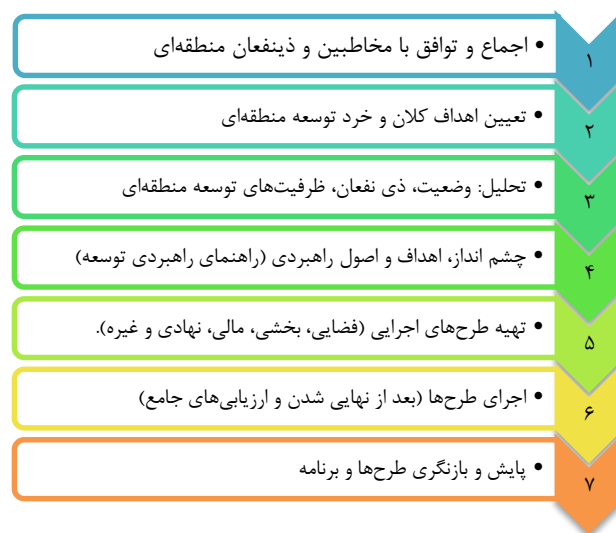 ۱ • اجماع و توافق با مخاطبین و ذینفعان منطقه‌ای
۲ • تعیین اهداف کلان و خرد توسعه منطقه‌ای
۳ • تحلیل: وضعیت، ذی نفعان، ظرفیت‌های توسعه منطقه‌ای
۴ • چشم انداز، اهداف و اصول راهبردی (راهنمای راهبردی توسعه)
۵ • تهیه طرح‌های اجرایی (فضایی، بخشی، مالی، نهادی و غیره).
۶ • اجرای طرح‌ها (بعد از نهایی شدن و ارزیابی‌های جامع)
۷ • پایش و بازنگری طرح‌ها و برنامه